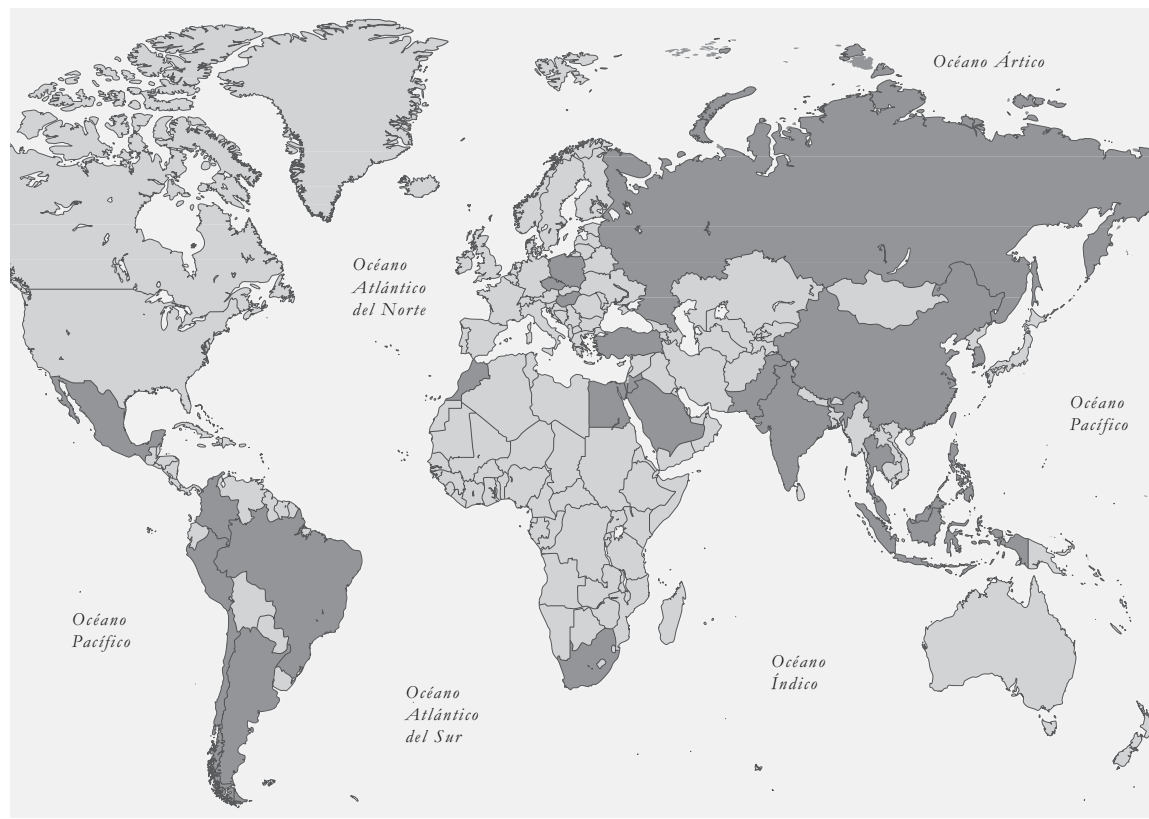 Océano Ártico
Océano
Atlántico
del Norte
Océano
Pacífico
Océano
Pacífico
Océano
Índico
Océano
Atlántico
del Sur